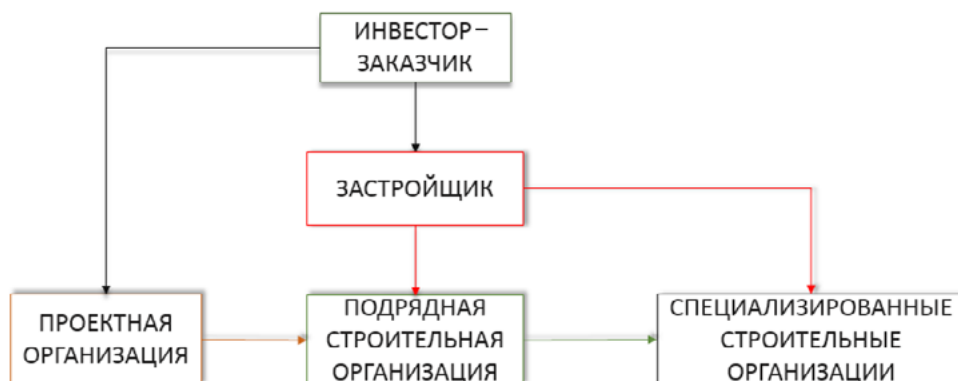 ИНВЕСТОР –
ЗАКАЗЧИК
ЗАСТРОЙЩИК
ПРОЕКТНАЯ
ОРГАНИЗАЦИЯ
ПОДРЯДНАЯ
СТРОИТЕЛЬНАЯ
ОРГАНИЗАЦИЯ
СПЕЦИАЛИЗИРОВАННЫЕ
СТРОИТЕЛЬНЫЕ
ОРГАНИЗАЦИИ